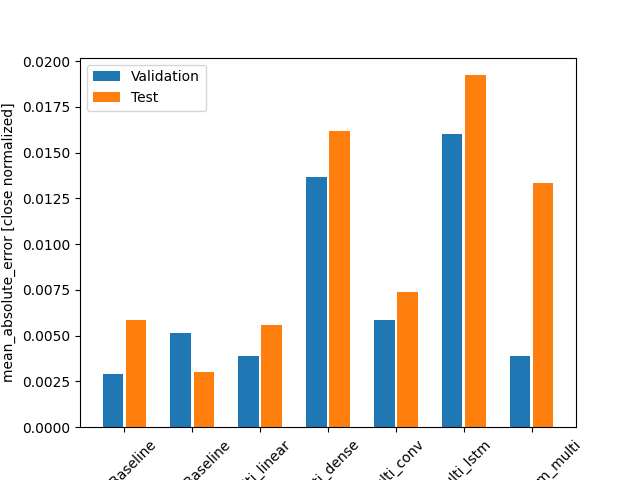 Validation
Test
mean_absolute_error [close normalized]
0.0200
0.0175
0.0150
0.0125
0.0100
0.0075
0.0050
0.0025
0.0000
Baseline
Baseline
ti_linear
ti_dense
ulti_conv
ulti_lstm
m_multi